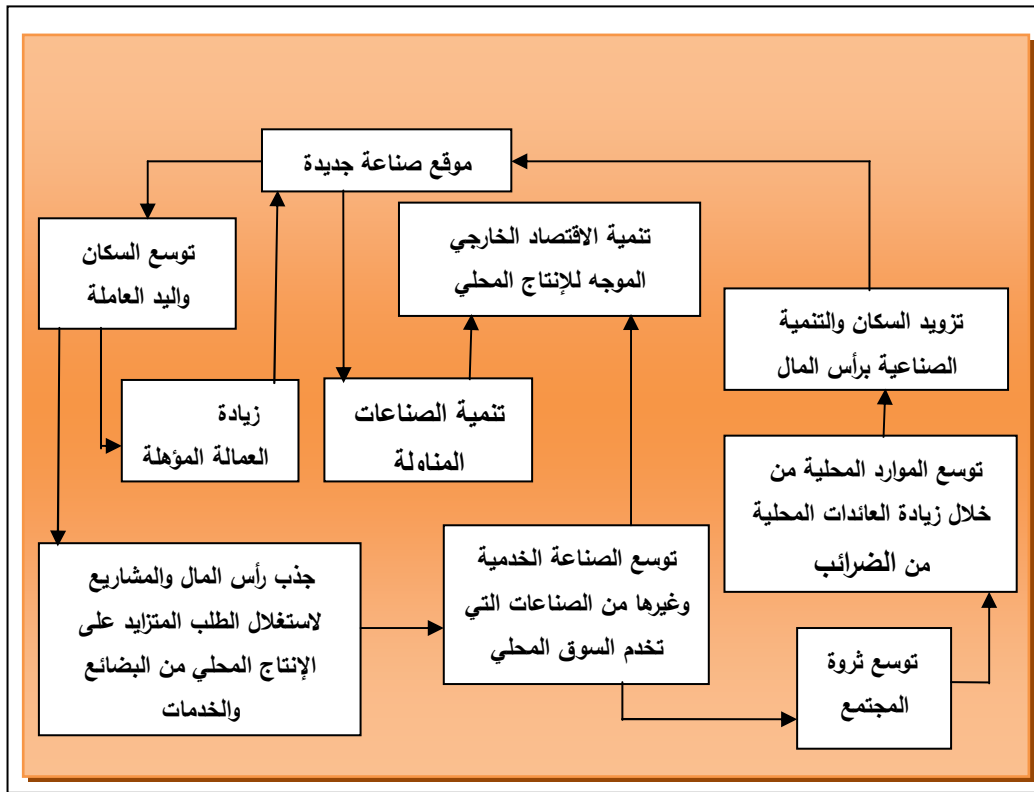 موقع صناعة جديدة
توسع السكان
واليد العاملة
تنمية الاقتصاد الخارجي
الموجه للإنتاج المحلي
تزويد السكان والتنمية
الصناعية برأس المال
زيادة
العمالة المؤهلة
تنمية الصناعات
المناولة
توسع الموارد المحلية من
خلال زيادة العائدات المحلية
من الضرائب
جذب رأس المال والمشاريع
لاستغلال الطلب المتزايد على
الإنتاج المحلي من البضائع
والخدمات
توسع الصناعة الخدمية
وغيرها من الصناعات التي
تخدم السوق المحلي
توسع ثروة
المجتمع